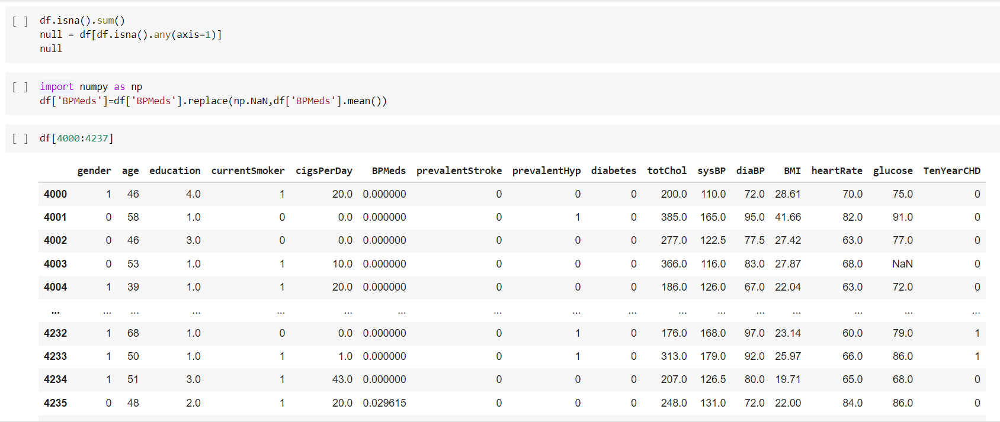 [ ] df.isna().sum()
null = df[df.isna().any(axis=1)]
null
[ ] import numpy as np
df['BPMeds']=df['BPMeds'].replace(np.NaN,df['BPMeds'].mean())
[ ] df[4000:4237]
gender age education currentSmoker cigsPerDay BPMeds prevalentStroke prevalentHyp diabetes totChol sysBP diaBP BMI heartRate glucose TenYearCHD
4000 1 46 4.0 1 20.0 0.000000 0 0 0 200.0 110.0 72.0 28.61 70.0 75.0 0
4001 0 58 1.0 0 0.0 0.000000 0 1 0 385.0 165.0 95.0 41.66 82.0 91.0 0
4002 0 46 3.0 0 0.0 0.000000 0 0 0 277.0 122.5 77.5 27.42 63.0 77.0 0
4003 0 53 1.0 1 10.0 0.000000 0 0 0 366.0 116.0 83.0 27.87 68.0 NaN 0
4004 1 39 1.0 1 20.0 0.000000 0 0 0 186.0 126.0 67.0 22.04 63.0 72.0 0
... ... ... ... ... ... ... ... ... ... ... ... ... ... ... ... ...
4232 1 68 1.0 0 0.0 0.000000 0 1 0 176.0 168.0 97.0 23.14 60.0 79.0 1
4233 1 50 1.0 1 1.0 0.000000 0 1 0 313.0 179.0 92.0 25.97 66.0 86.0 1
4234 1 51 3.0 1 43.0 0.000000 0 0 0 207.0 126.5 80.0 19.71 65.0 68.0 0
4235 0 48 2.0 1 20.0 0.029615 0 0 0 248.0 131.0 72.0 22.00 84.0 86.0 0